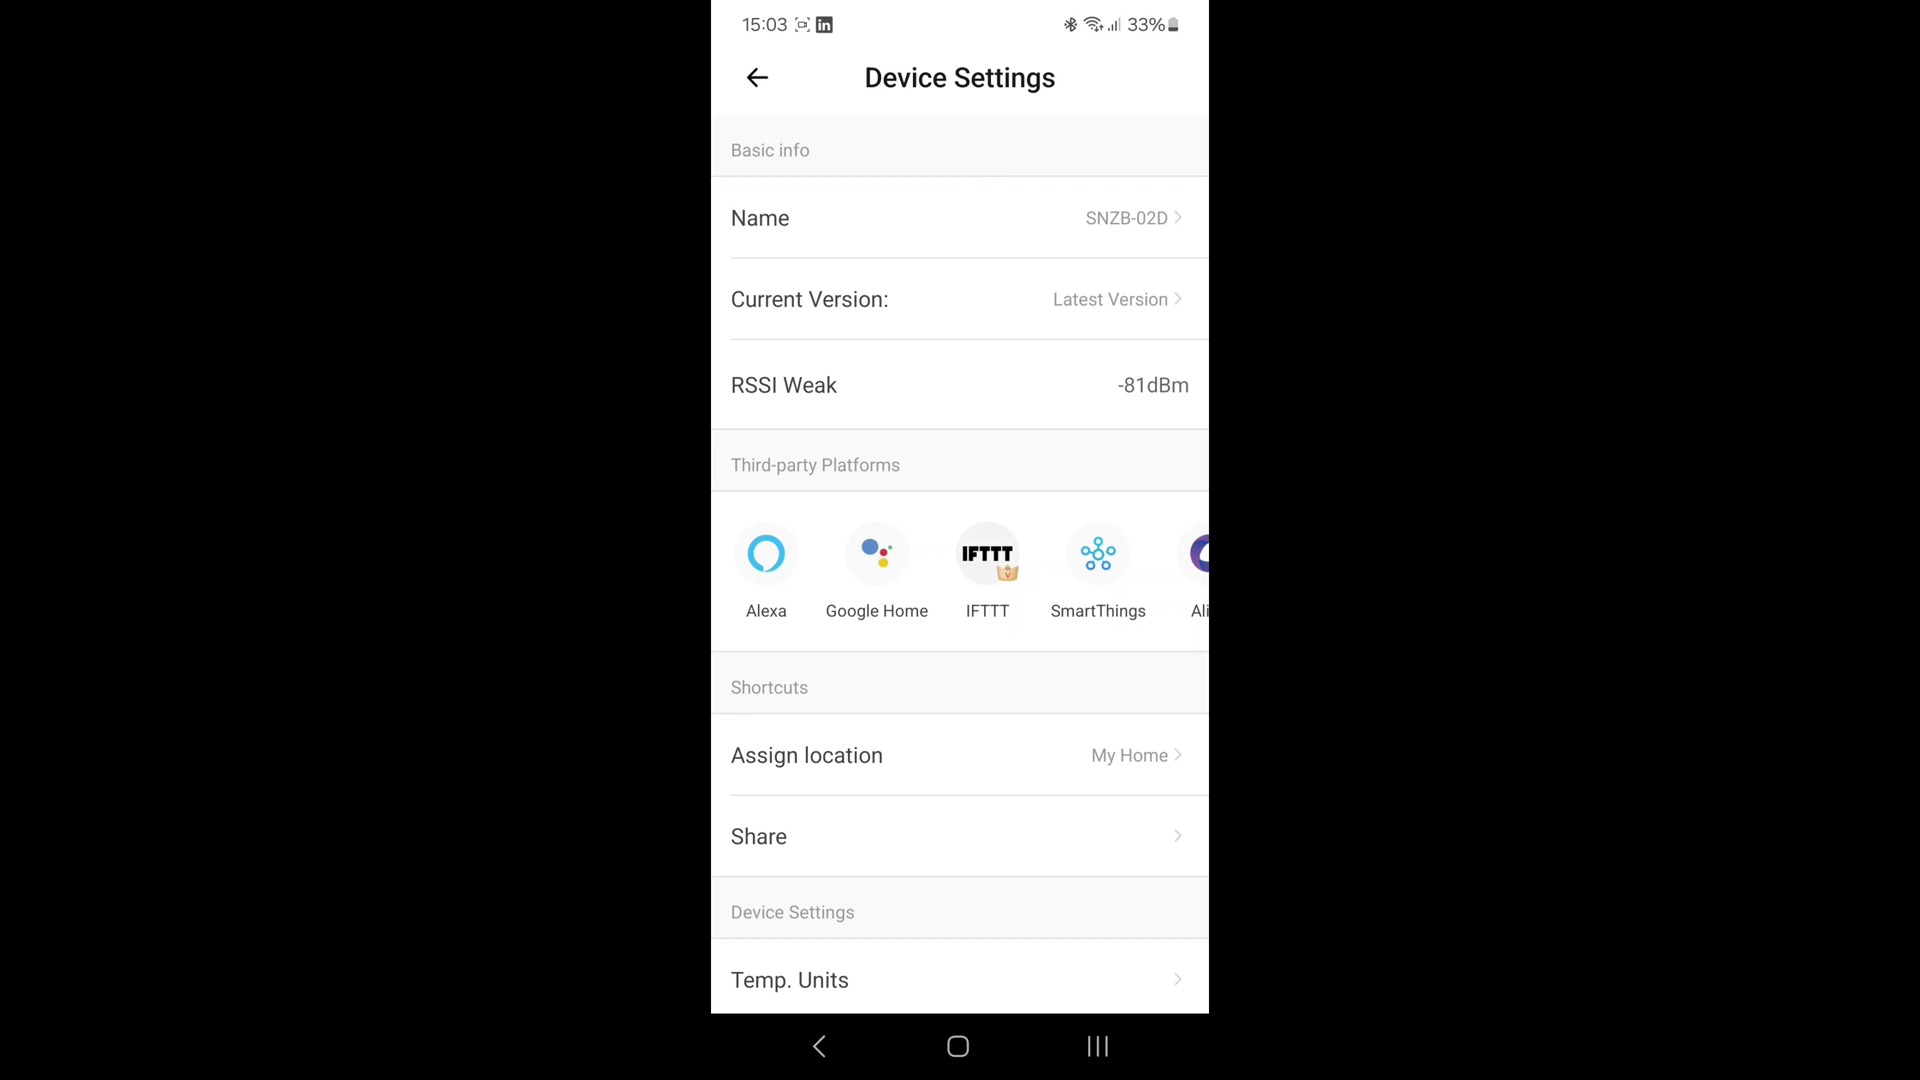 15:03 33%
Device Settings
Basic info
Name SNZB-02D
Current Version: Latest Version
RSSI Weak -81dBm
Third-party Platforms
IFTTT
Alexa Google Home IFTTT SmartThings Ali
Shortcuts
Assign location My Home
Share
Device Settings
Temp. Units